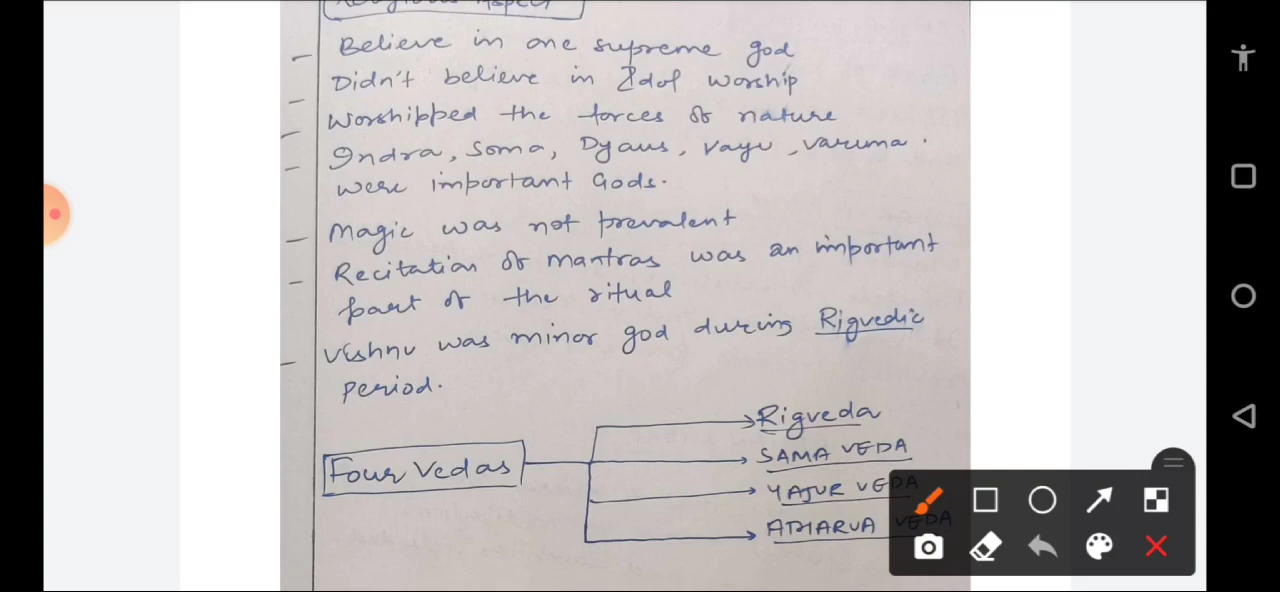 Religious Aspect
— Believe in one supreme god
— Didn't believe in Idol worship
— Worshipped the forces of nature
— Indra, Soma, Dyaus, Vayu, Varuna.
were important Gods.
— Magic was not prevalent
— Recitation of mantras was an important
part of the ritual
— Vishnu was minor god during Rigvedic
period.
Four Vedas
Rigveda
SAMA VEDA
YAJUR VEDA
ATHARVA VEDA